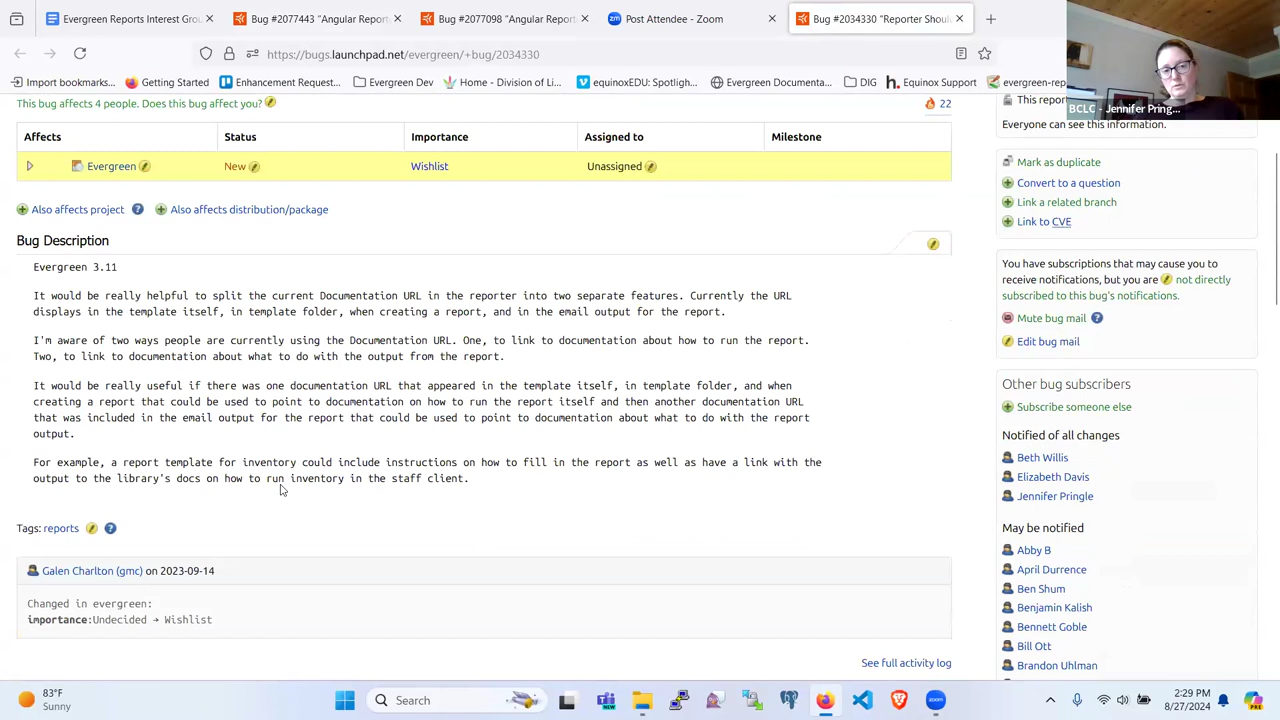 Evergreen Reports Interest Grou
Bug #2077443 "Angular Report
Bug #2077098 "Angular Report
Post Attendee - Zoom
Bug #2034330 "Reporter Shou
https://bugs.launchpad.net/evergreen/+bug/2034330
Import bookmarks...
Getting Started
Enhancement Request...
Evergreen Dev
Home - Division of Li...
equinoxEDU: Spotligh...
Evergreen Documenta...
DIG
Equinox Support
evergreen-rep
BCLC - Jennifer Pring...
This bug affects 4 people. Does this bug affect you?
22
Affects Status Importance Assigned to Milestone
Evergreen New Wishlist Unassigned
Also affects project Also affects distribution/package
Bug Description
Evergreen 3.11
It would be really helpful to split the current Documentation URL in the reporter into two separate features. Currently the URL
displays in the template itself, in template folder, when creating a report, and in the email output for the report.
I'm aware of two ways people are currently using the Documentation URL. One, to link to documentation about how to run the report.
Two, to link to documentation about what to do with the output from the report.
It would be really useful if there was one documentation URL that appeared in the template itself, in template folder, and when
creating a report that could be used to point to documentation on how to run the report itself and then another documentation URL
that was included in the email output for the report that could be used to point to documentation about what to do with the report
output.
For example, a report template for inventory could include instructions on how to fill in the report as well as have a link with the
output to the library's docs on how to run inventory in the staff client.
Tags: reports
Galen Charlton (gmc) on 2023-09-14
Changed in evergreen:
importance:Undecided → Wishlist
See full activity log
This repor
Everyone can see this information.
Mark as duplicate
Convert to a question
Link a related branch
Link to CVE
You have subscriptions that may cause you to
receive notifications, but you are not directly
subscribed to this bug's notifications.
Mute bug mail
Edit bug mail
Other bug subscribers
Subscribe someone else
Notified of all changes
Beth Willis
Elizabeth Davis
Jennifer Pringle
May be notified
Abby B
April Durrence
Ben Shum
Benjamin Kalish
Bennett Goble
Bill Ott
Brandon Uhlman
83°F
Sunny
Search
2:29 PM
8/27/2024